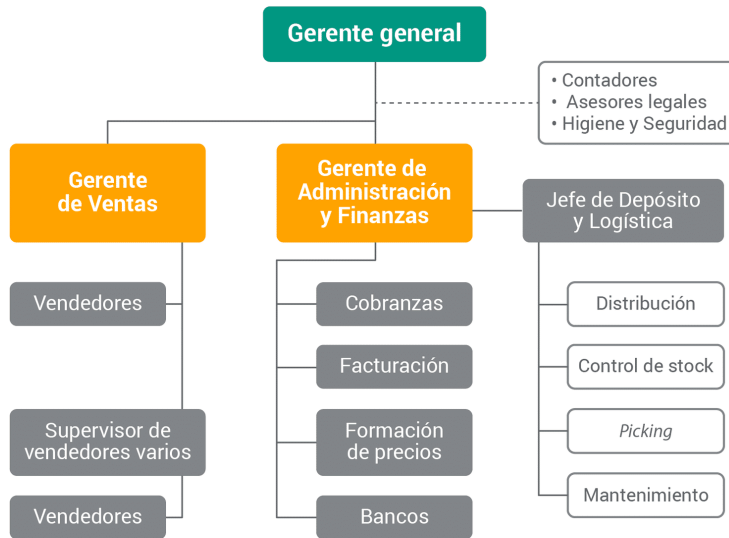 Gerente general
• Contadores
• Asesores legales
• Higiene y Seguridad
Gerente
de Ventas
Gerente de
Administración
y Finanzas
Jefe de Depósito
y Logística
Vendedores
Cobranzas
Distribución
Facturación
Control de stock
Supervisor de
vendedores varios
Formación
de precios
Picking
Vendedores
Bancos
Mantenimiento